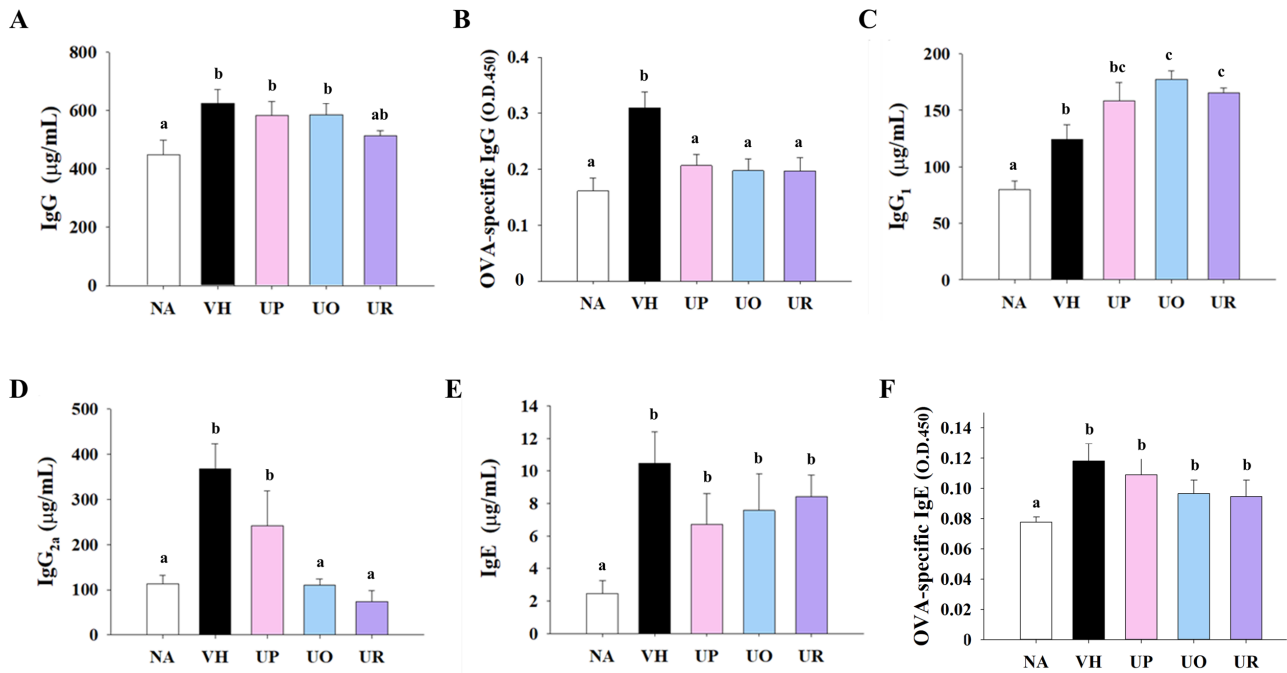 A
IgG (μg/mL)
800
600
400
200
0
a
b
b
b
ab
NA VH UP UO UR
B
OVA-specific IgG (O.D.450)
0.4
0.3
0.2
0.1
0
a
b
a
a
a
NA VH UP UO UR
C
IgG1 (μg/mL)
200
150
100
50
0
a
b
bc
c
c
NA VH UP UO UR
D
IgG2a (μg/mL)
500
400
300
200
100
0
a
b
b
a
a
NA VH UP UO UR
E
IgE (μg/mL)
14
12
10
8
6
4
2
0
a
b
b
b
b
NA VH UP UO UR
F
OVA-specific IgE (O.D.450)
0.14
0.12
0.10
0.08
0.06
0.04
0.02
0
a
b
b
b
b
NA VH UP UO UR